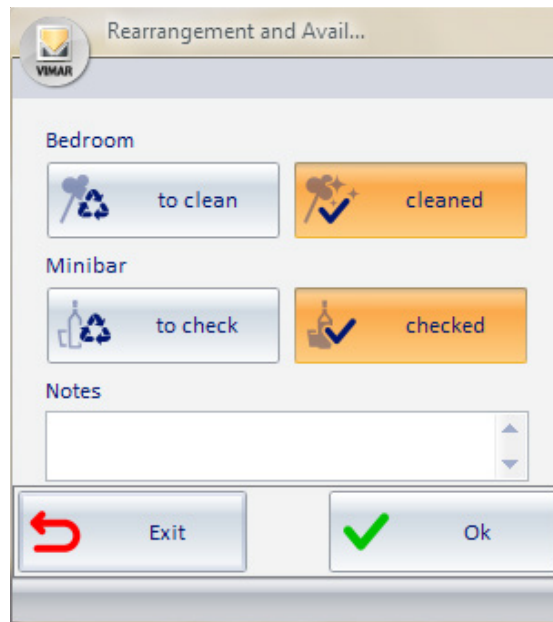 Rearrangement and Avail...
VIMAR
Bedroom
to clean
cleaned
Minibar
to check
checked
Notes
Exit
Ok